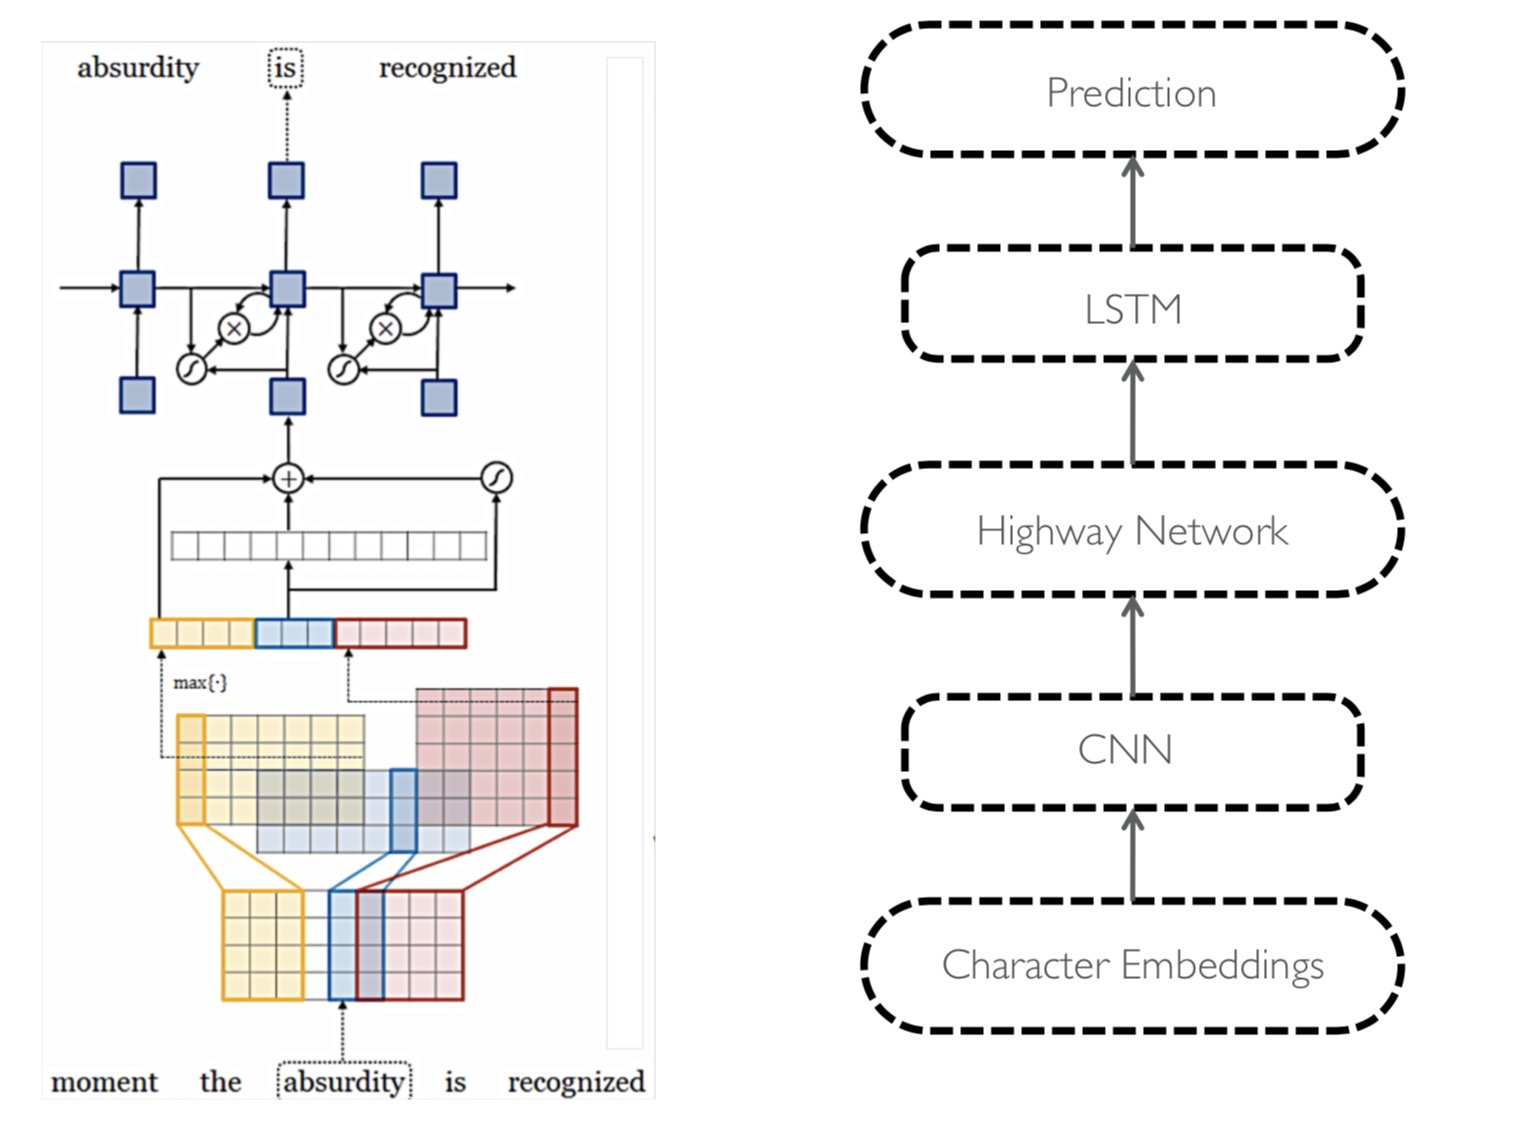 absurdity is recognized
max{·}
moment the absurdity is recognized
Prediction
LSTM
Highway Network
CNN
Character Embeddings